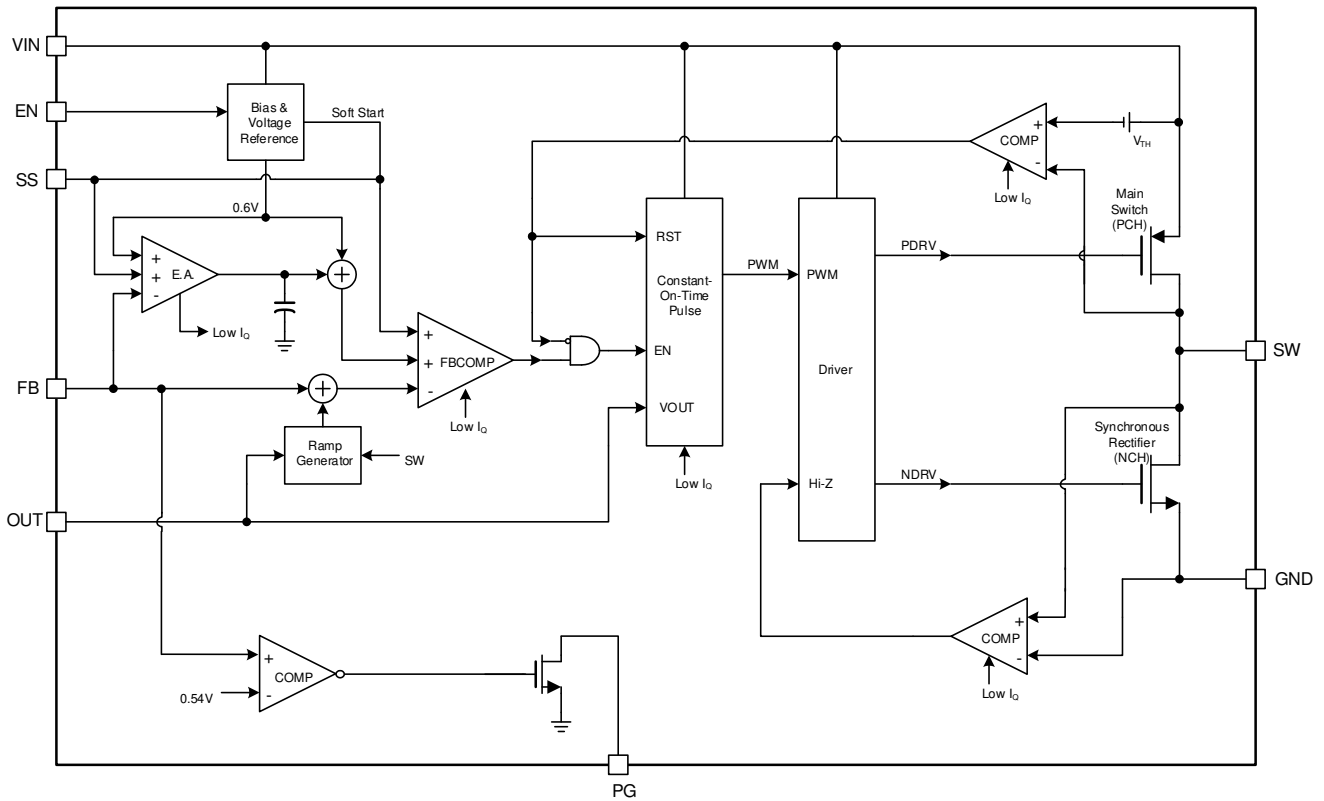 VIN
EN
Bias &
Voltage
Reference
Soft Start
SS
0.6V
+
+
-
E.A.
Low IQ
+
+
+
-
FBCOMP
Low IQ
FB
+
Ramp
Generator
SW
OUT
RST
Constant-
On-Time
Pulse
EN
VOUT
Low IQ
PWM
PWM
Driver
Hi-Z
PDRV
NDRV
+
COMP
-
Low IQ
VTH
Main
Switch
(PCH)
SW
Synchronous
Rectifier
(NCH)
GND
+
COMP
-
Low IQ
+
COMP
-
0.54V
PG